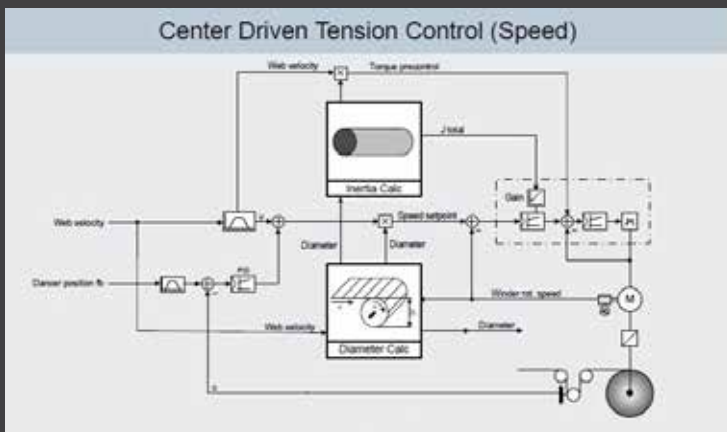 Center Driven Tension Control (Speed)
Web velocity
Torque precontrol
J total
Inertia Calc
Gain
Web velocity
Speed setpoint
Diameter
Diameter
Dancer position fb
Winder rot. speed
Web velocity
Diameter
Diameter Calc
M